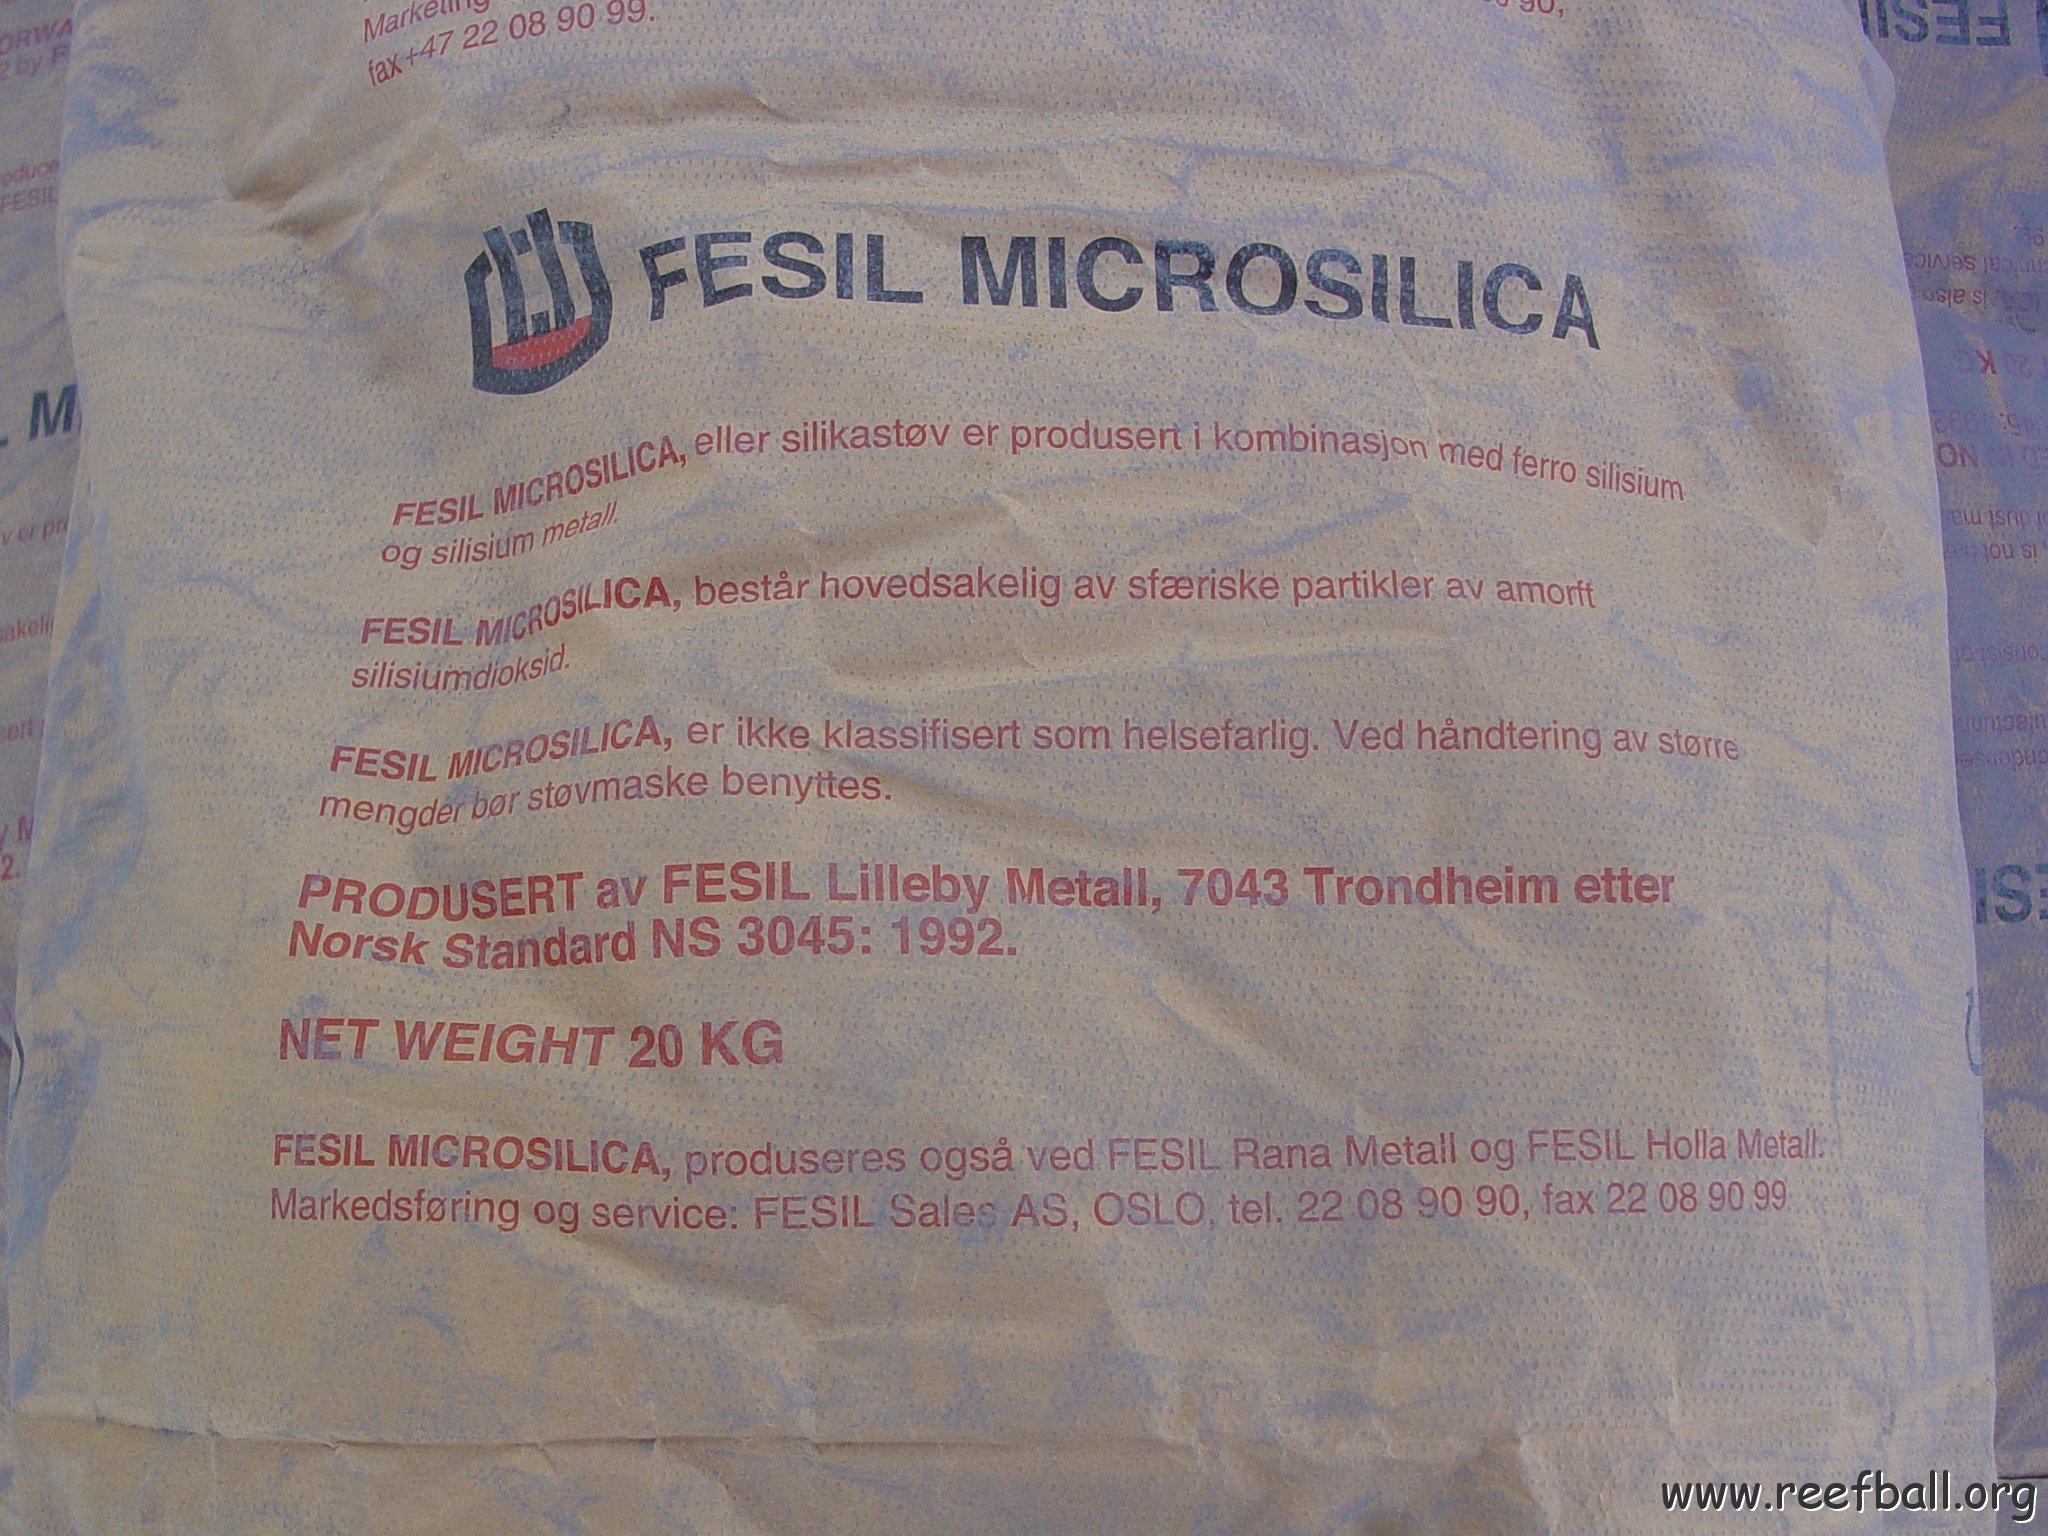 Marketing
90,
fax +47 22 08 90 99.
FESIL MICROSILICA
FESIL MICROSILICA, eller silikastøv er produsert i kombinasjon med ferro silisium
og silisium metall.
FESIL MICROSILICA, består hovedsakelig av sfæriske partikler av amorft
silisiumdioksid.
FESIL MICROSILICA, er ikke klassifisert som helsefarlig. Ved håndtering av større
mengder bør støvmaske benyttes.
PRODUSERT av FESIL Lilleby Metall, 7043 Trondheim etter
Norsk Standard NS 3045: 1992.
NET WEIGHT 20 KG
FESIL MICROSILICA, produseres også ved FESIL Rana Metall og FESIL Holla Metall.
Markedsføring og service: FESIL Sales AS, OSLO, tel. 22 08 90 90, fax 22 08 90 99
www.reefball.org